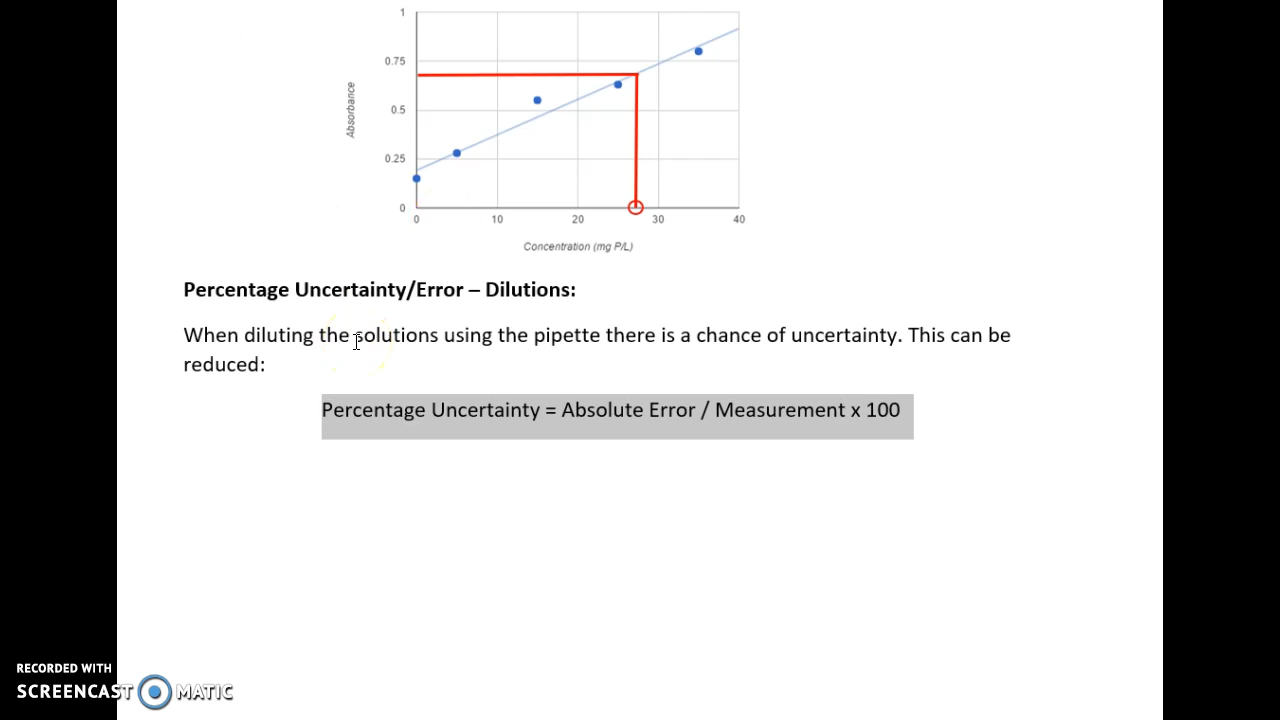 1
0.75
0.5
0.25
0
Absorbance
0 10 20 30 40
Concentration (mg P/L)
Percentage Uncertainty/Error – Dilutions:
When diluting the solutions using the pipette there is a chance of uncertainty. This can be
reduced:
Percentage Uncertainty = Absolute Error / Measurement x 100
RECORDED WITH
SCREENCAST MATIC